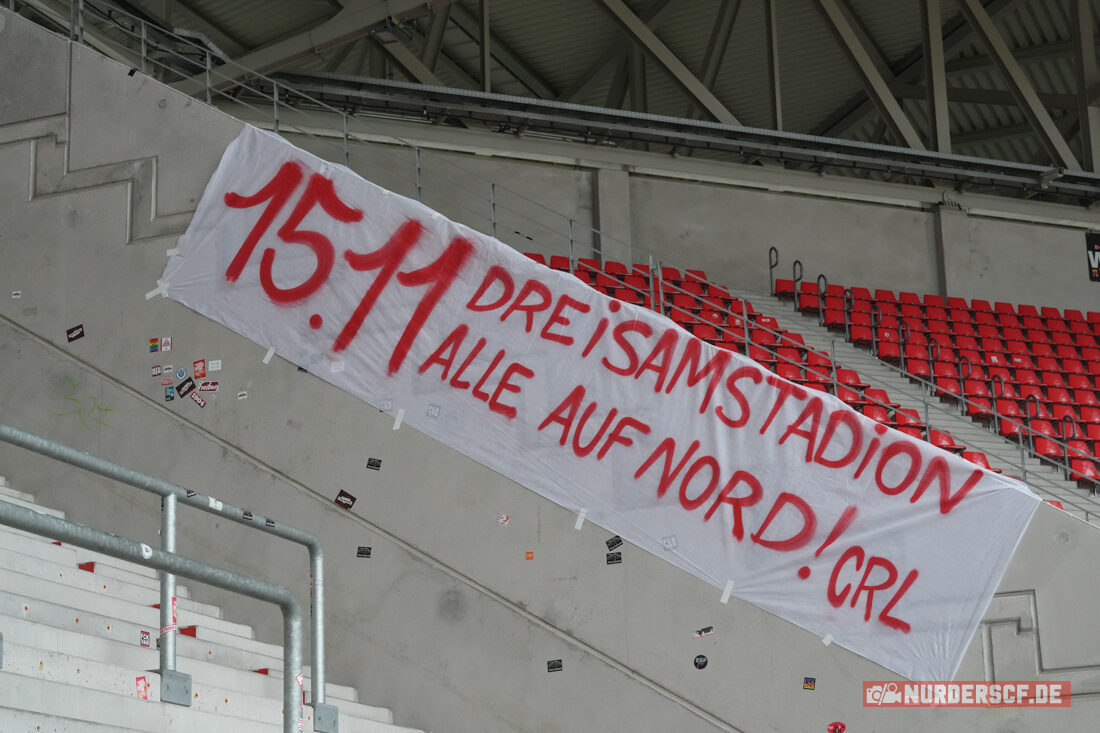 15.11
DREiSAMSTADiON
ALLE AUF NORD!
CRL
NURDERSCF.DE